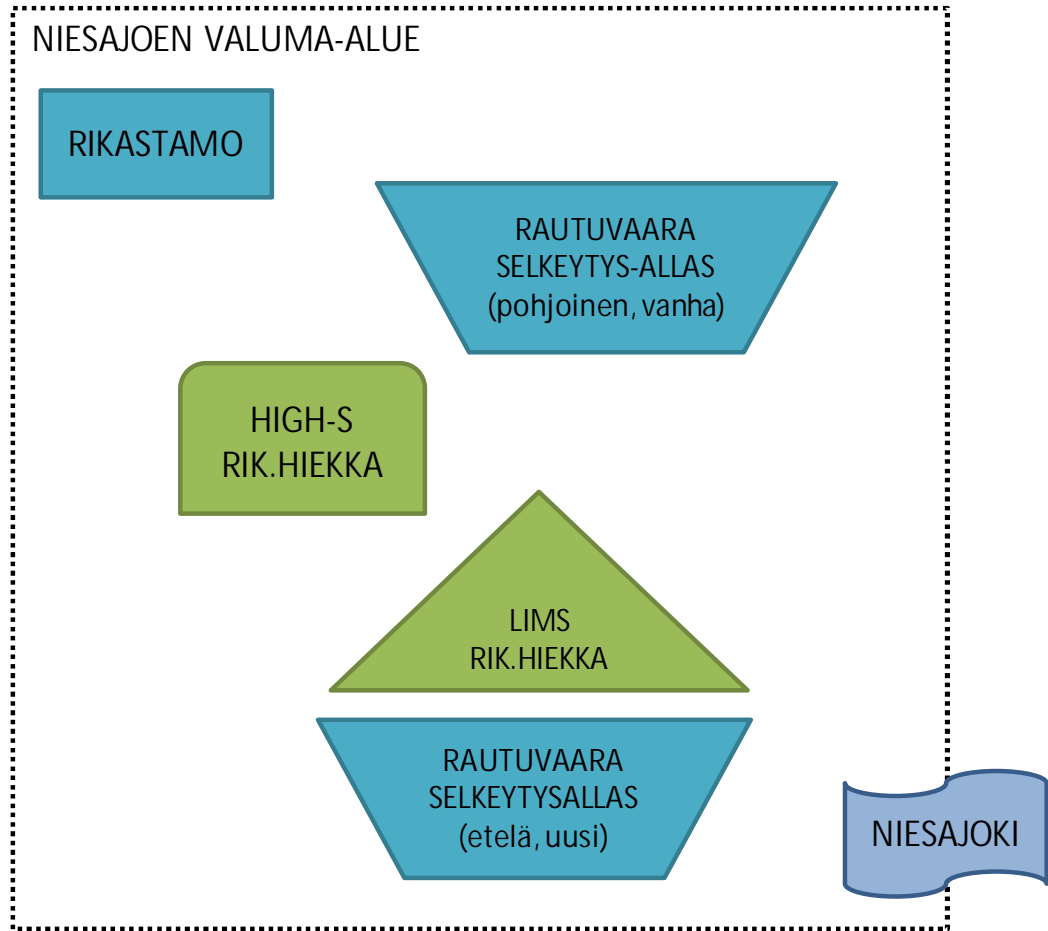 NIESAJOEN VALUMA-ALUE
RIKASTAMO
RAUTUVAARA
SELKEYTYS-ALLAS
(pohjoinen, vanha)
HIGH-S
RIK.HIEKKA
LIMS
RIK.HIEKKA
RAUTUVAARA
SELKEYTYSALLAS
(etelä, uusi)
NIESAJOKI